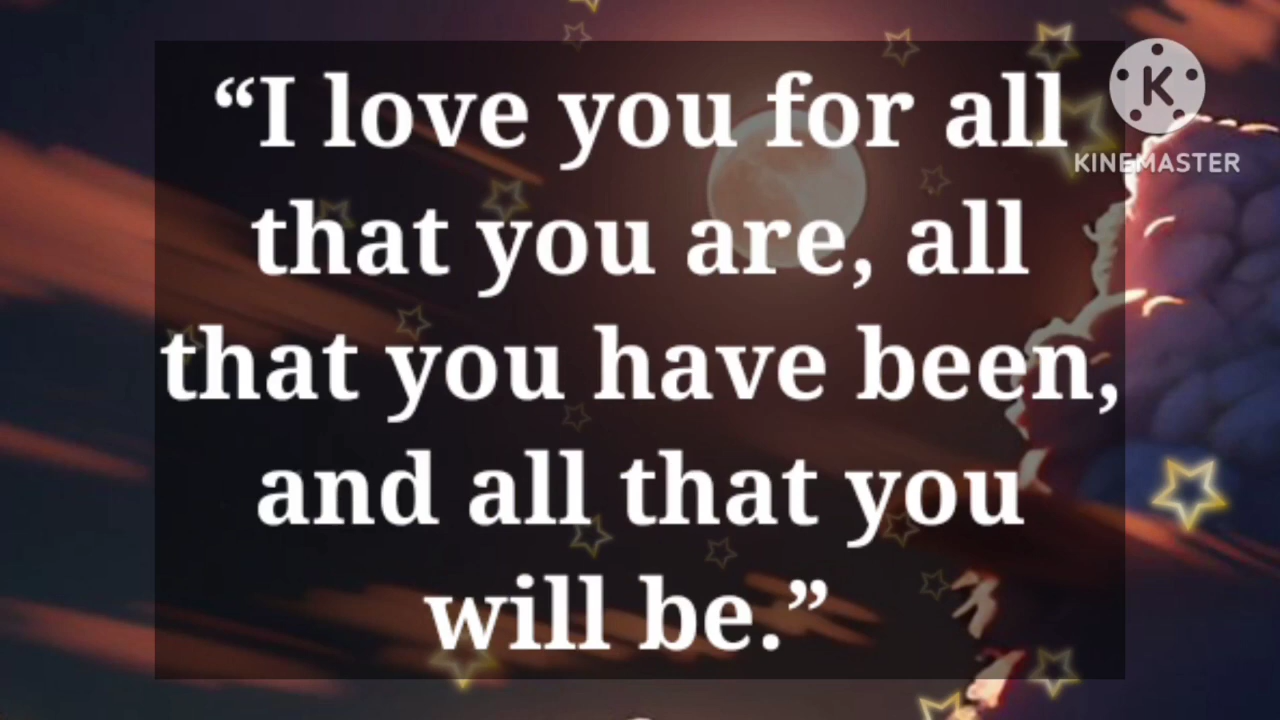 “I love you for all
that you are, all
that you have been,
and all that you
will be.”
K
KINEMASTER